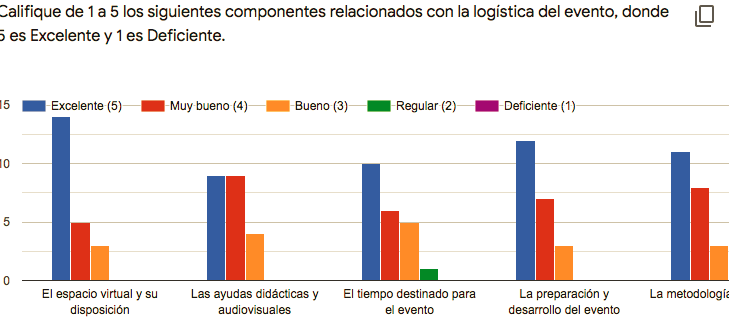 Califique de 1 a 5 los siguientes componentes relacionados con la logística del evento, donde
5 es Excelente y 1 es Deficiente.
15
Excelente (5) Muy bueno (4) Bueno (3) Regular (2) Deficiente (1)
10
5
0
El espacio virtual y su
disposición
Las ayudas didácticas y
audiovisuales
El tiempo destinado para
el evento
La preparación y
desarrollo del evento
La metodología